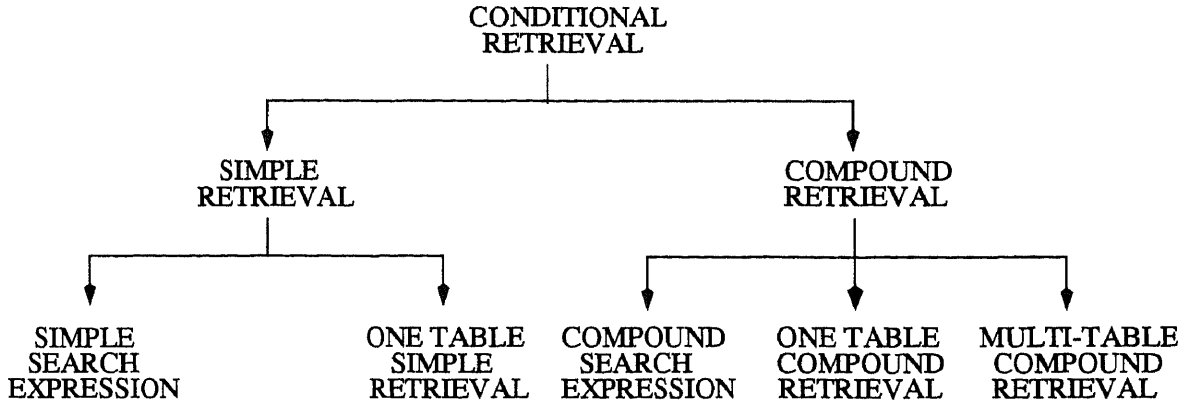 CONDITIONAL
RETRIEVAL
SIMPLE
RETRIEVAL
COMPOUND
RETRIEVAL
SIMPLE
SEARCH
EXPRESSION
ONE TABLE
SIMPLE
RETRIEVAL
COMPOUND
SEARCH
EXPRESSION
ONE TABLE
COMPOUND
RETRIEVAL
MULTI-TABLE
COMPOUND
RETRIEVAL